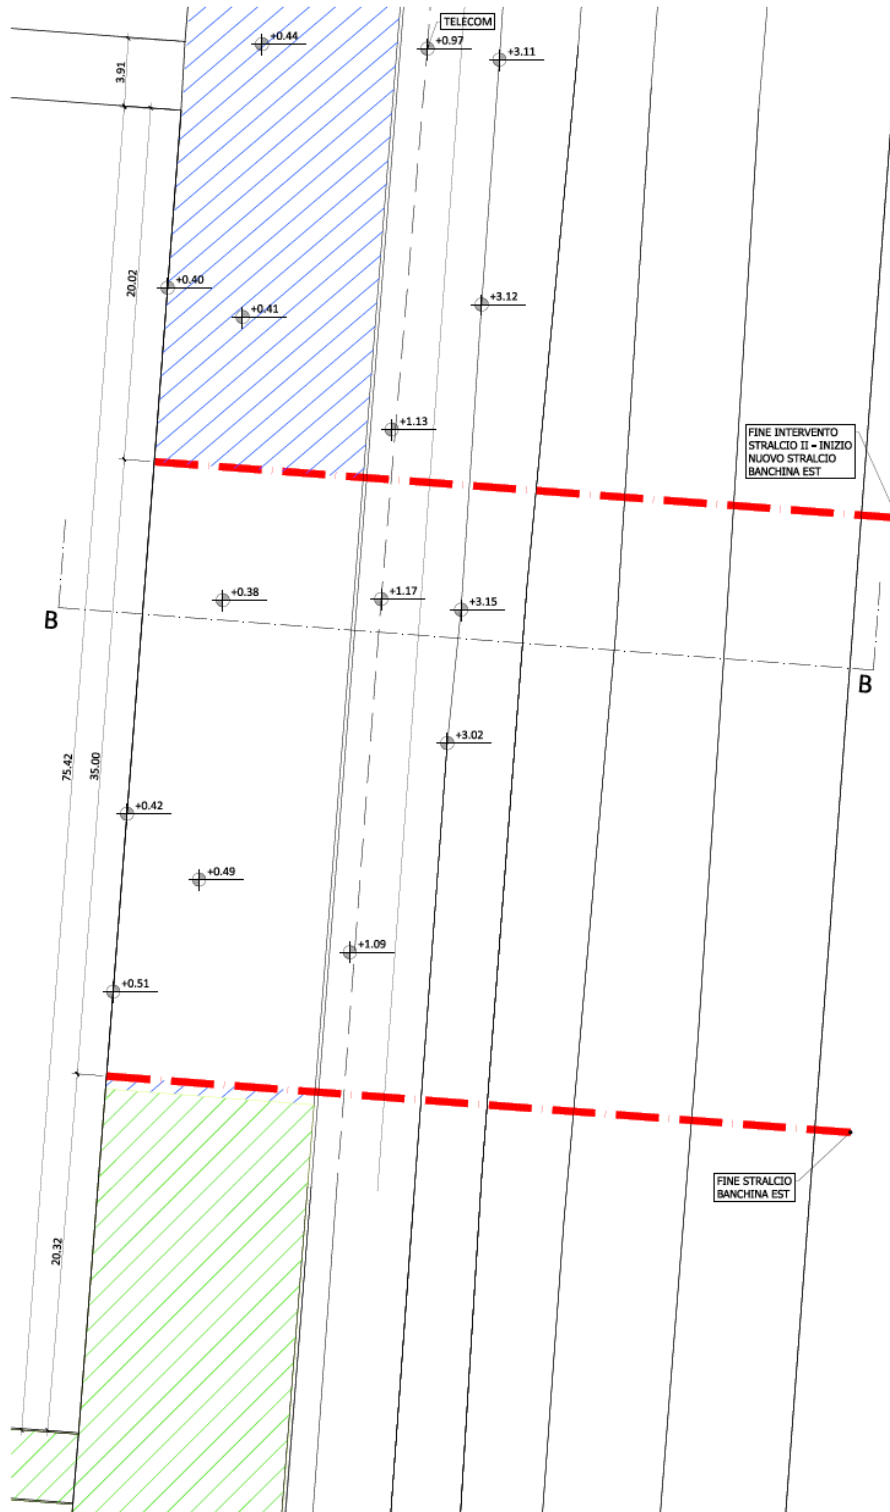 TELECOM
+0.44
+0.97
+3.11
3.91
20.02
+0.40
+0.41
+3.12
+1.13
FINE INTERVENTO
STRALCIO II - INIZIO
NUOVO STRALCIO
BANCHINA EST
+0.38
+1.17
+3.15
B
B
+3.02
75.42
35.00
+0.42
+0.49
+1.09
+0.51
FINE STRALCIO
BANCHINA EST
20.32